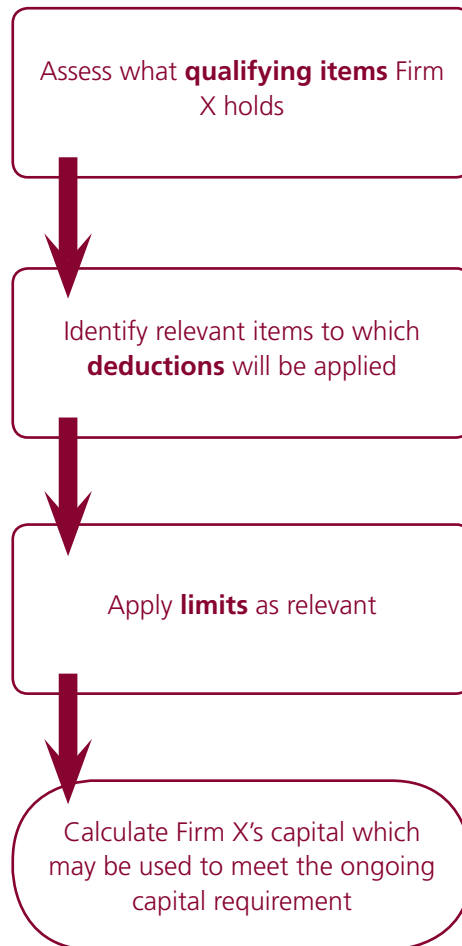 Assess what qualifying items Firm
X holds
Identify relevant items to which
deductions will be applied
Apply limits as relevant
Calculate Firm X's capital which
may be used to meet the ongoing
capital requirement